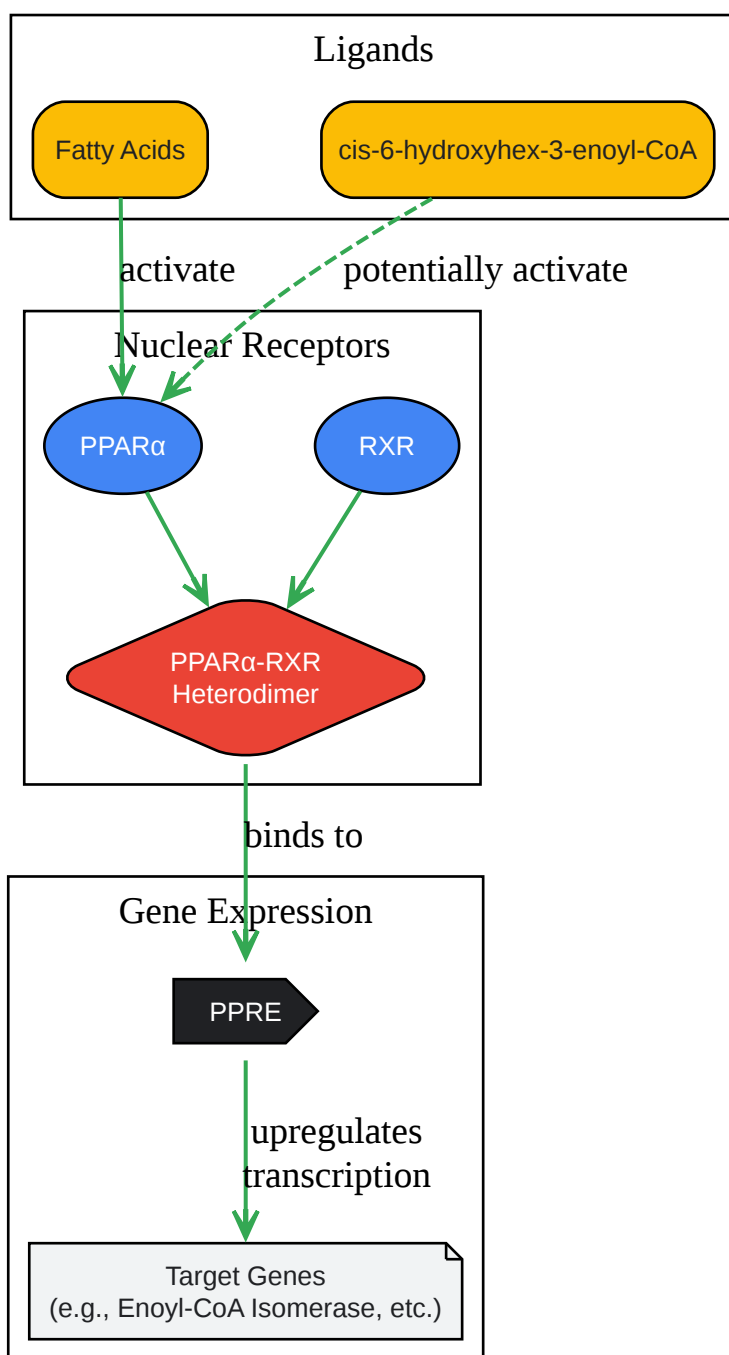 Ligands
Fatty Acids
cis-6-hydroxyhex-3-enoyl-CoA
activate
potentially activate
Nuclear Receptors
PPARα
RXR
PPARα-RXR
Heterodimer
binds to
Gene Expression
PPRE
upregulates
transcription
Target Genes
(e.g., Enoyl-CoA Isomerase, etc.)